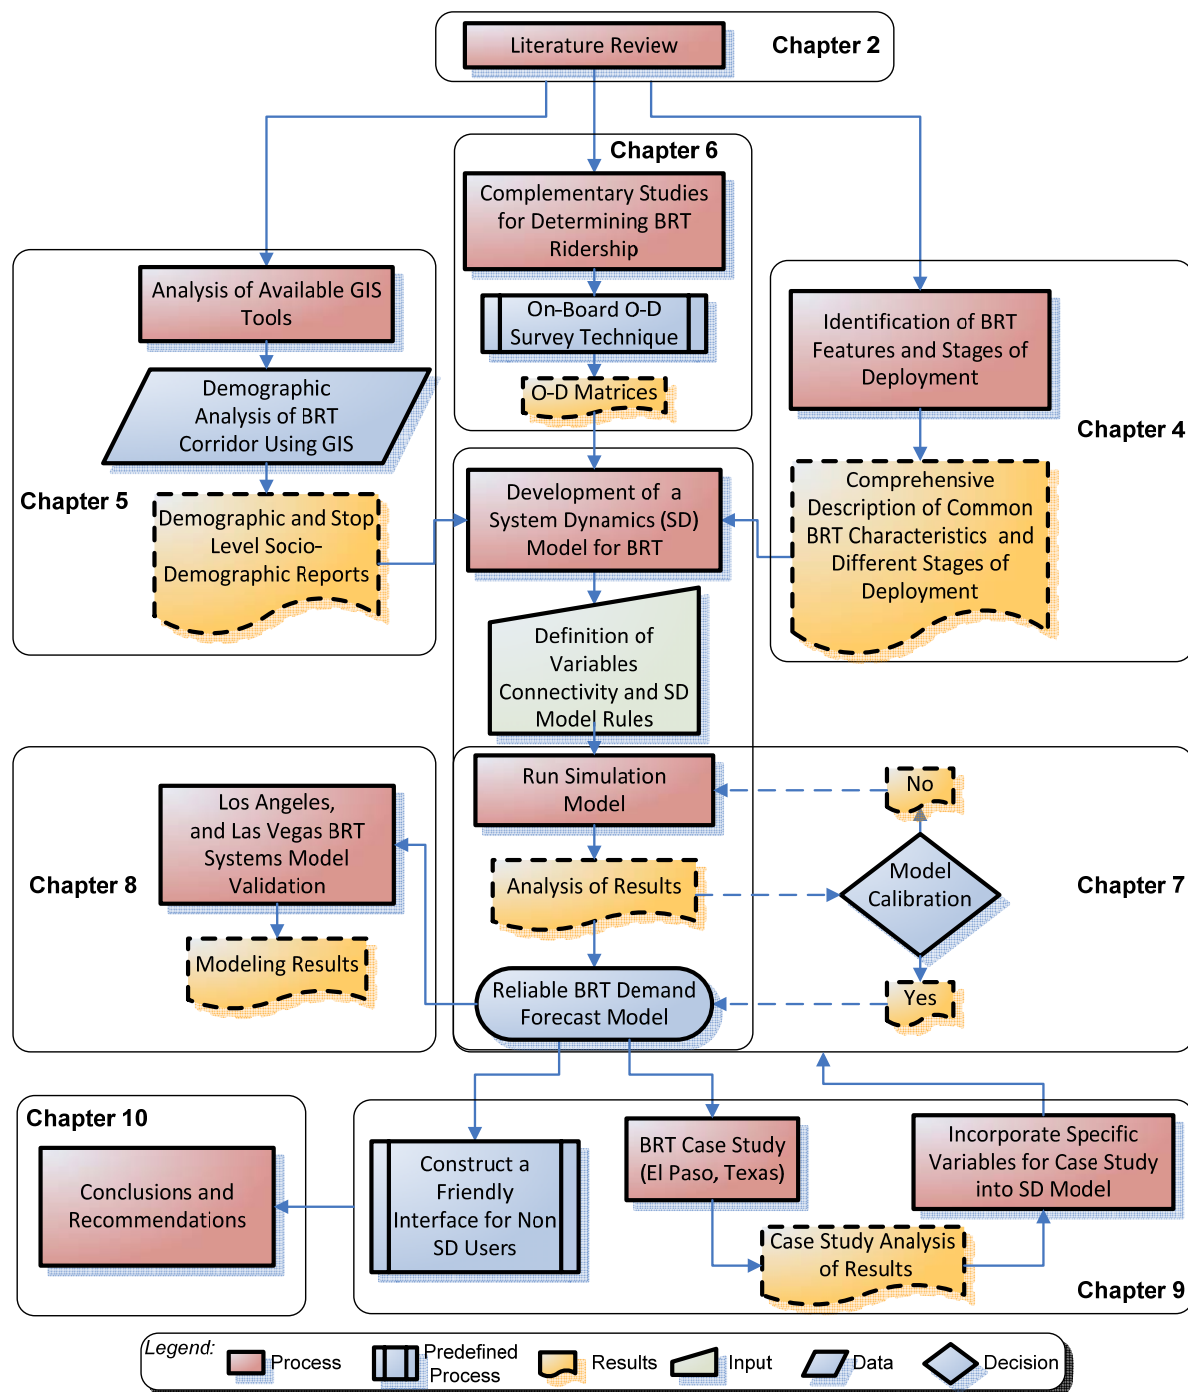 Literature Review
Chapter 2
Chapter 6
Complementary Studies
for Determining BRT
Ridership
On-Board O-D
Survey Technique
O-D Matrices
Analysis of Available GIS
Tools
Demographic
Analysis of BRT
Corridor Using GIS
Chapter 5
Demographic and Stop
Level Socio-
Demographic Reports
Identification of BRT
Features and Stages of
Deployment
Chapter 4
Comprehensive
Description of Common
BRT Characteristics and
Different Stages of
Deployment
Development of a
System Dynamics (SD)
Model for BRT
Definition of
Variables
Connectivity and SD
Model Rules
Run Simulation
Model
No
Analysis of Results
Model
Calibration
Chapter 7
Yes
Reliable BRT Demand
Forecast Model
Los Angeles,
and Las Vegas BRT
Systems Model
Validation
Chapter 8
Modeling Results
Chapter 10
Conclusions and
Recommendations
Construct a
Friendly
Interface for Non
SD Users
BRT Case Study
(El Paso, Texas)
Incorporate Specific
Variables for Case Study
into SD Model
Case Study Analysis
of Results
Chapter 9
Legend:
Process
Predefined
Process
Results
Input
Data
Decision